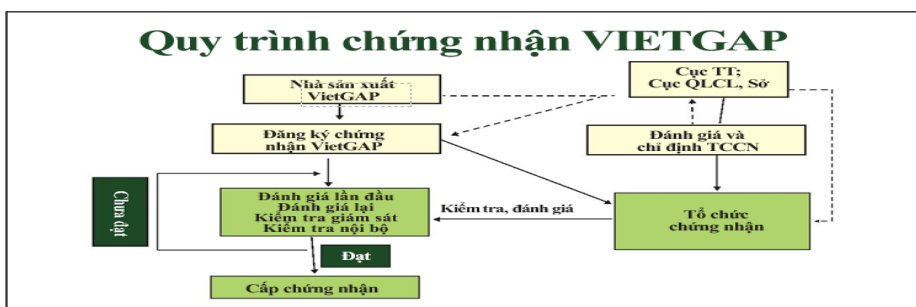 Quy trình chứng nhận VIETGAP
Nhà sản xuất
VietGAP
Cục TT;
Cục QLCL, Sở
Đăng ký chứng
nhận VietGAP
Đánh giá và
chỉ định TCCN
Chưa đạt
Đánh giá lần đầu
Đánh giá lại
Kiểm tra giám sát
Kiểm tra nội bộ
Kiểm tra, đánh giá
Tổ chức
chứng nhận
Đạt
Cấp chứng nhận